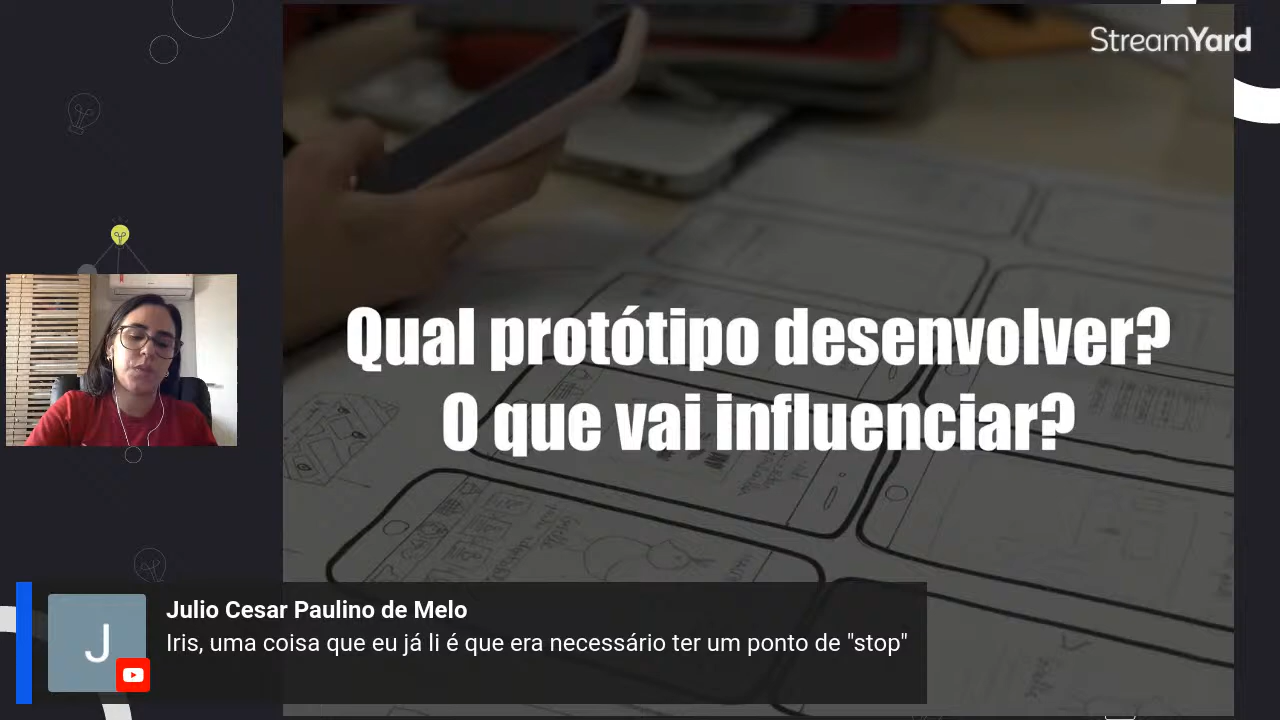 StreamYard
Qual protótipo desenvolver?
O que vai influenciar?
J
Julio Cesar Paulino de Melo
Iris, uma coisa que eu já li é que era necessário ter um ponto de "stop"